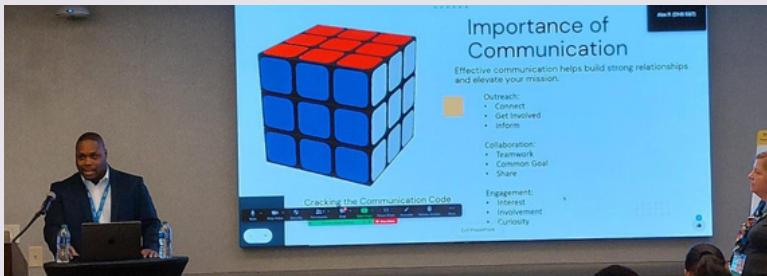 Importance of
Communication
Effective communication helps build strong relationships
and elevate your mission.
Outreach:
• Connect
• Get Involved
• Inform
Collaboration:
• Teamwork
• Common Goal
• Share
Engagement:
• Interest
• Involvement
• Curiosity
Cracking the Communication Code